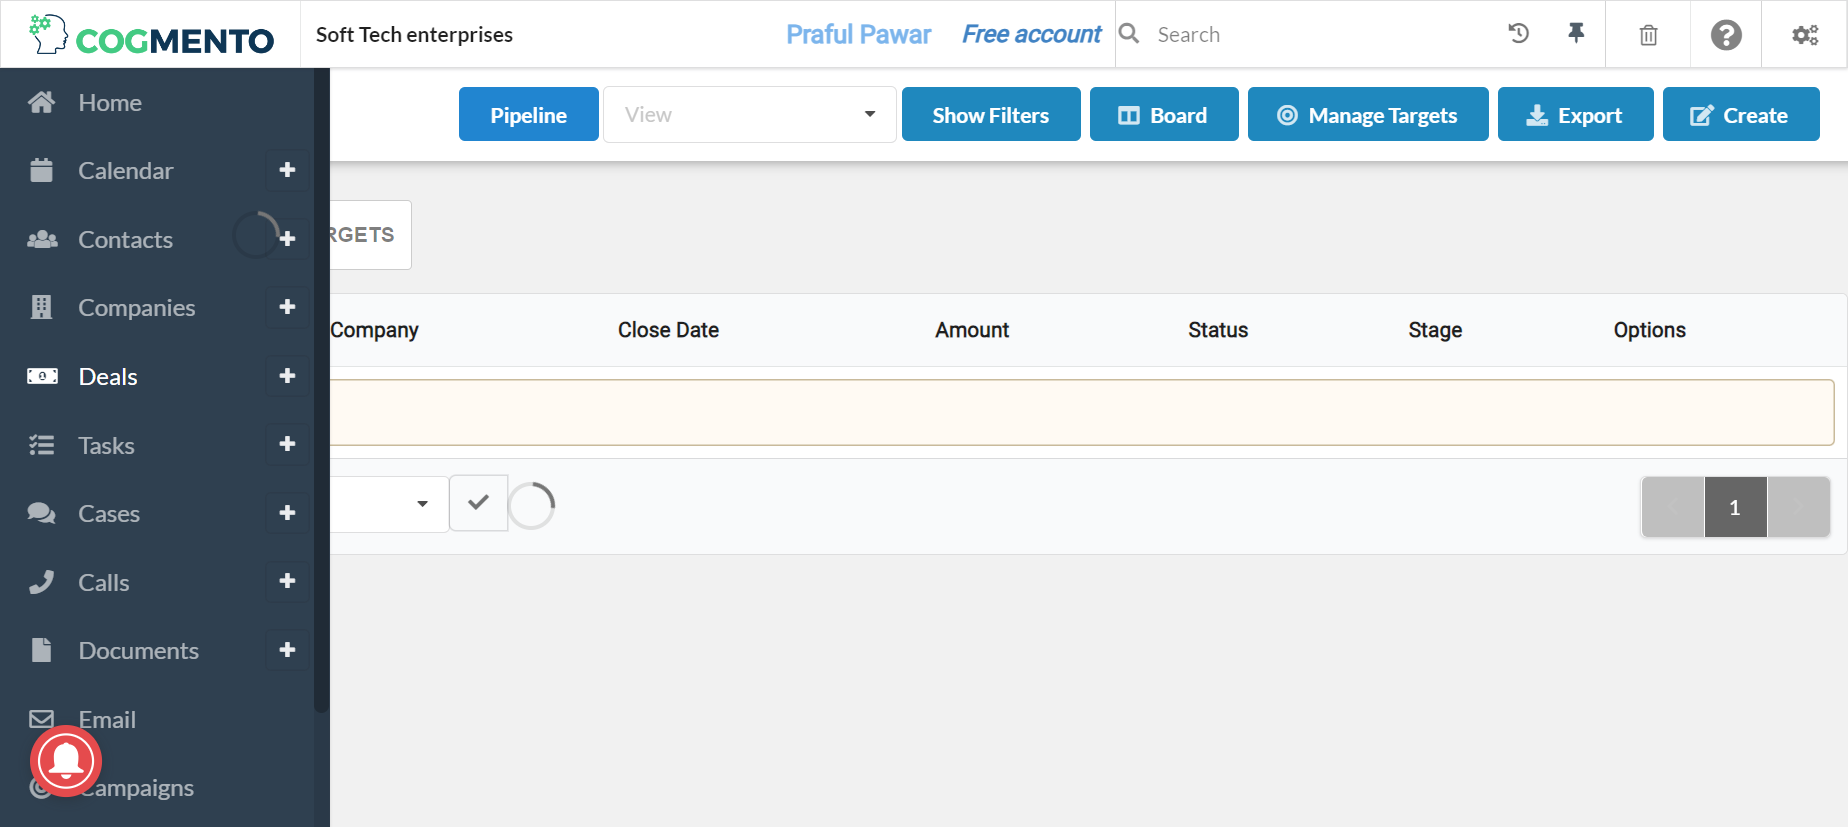 COGMENTO
Soft Tech enterprises
Praful Pawar
Free account
Search
Home
Calendar
Contacts
Companies
Deals
Tasks
Cases
Calls
Documents
Email
Campaigns
Pipeline
View
Show Filters
Board
Manage Targets
Export
Create
RGETS
Company
Close Date
Amount
Status
Stage
Options
1